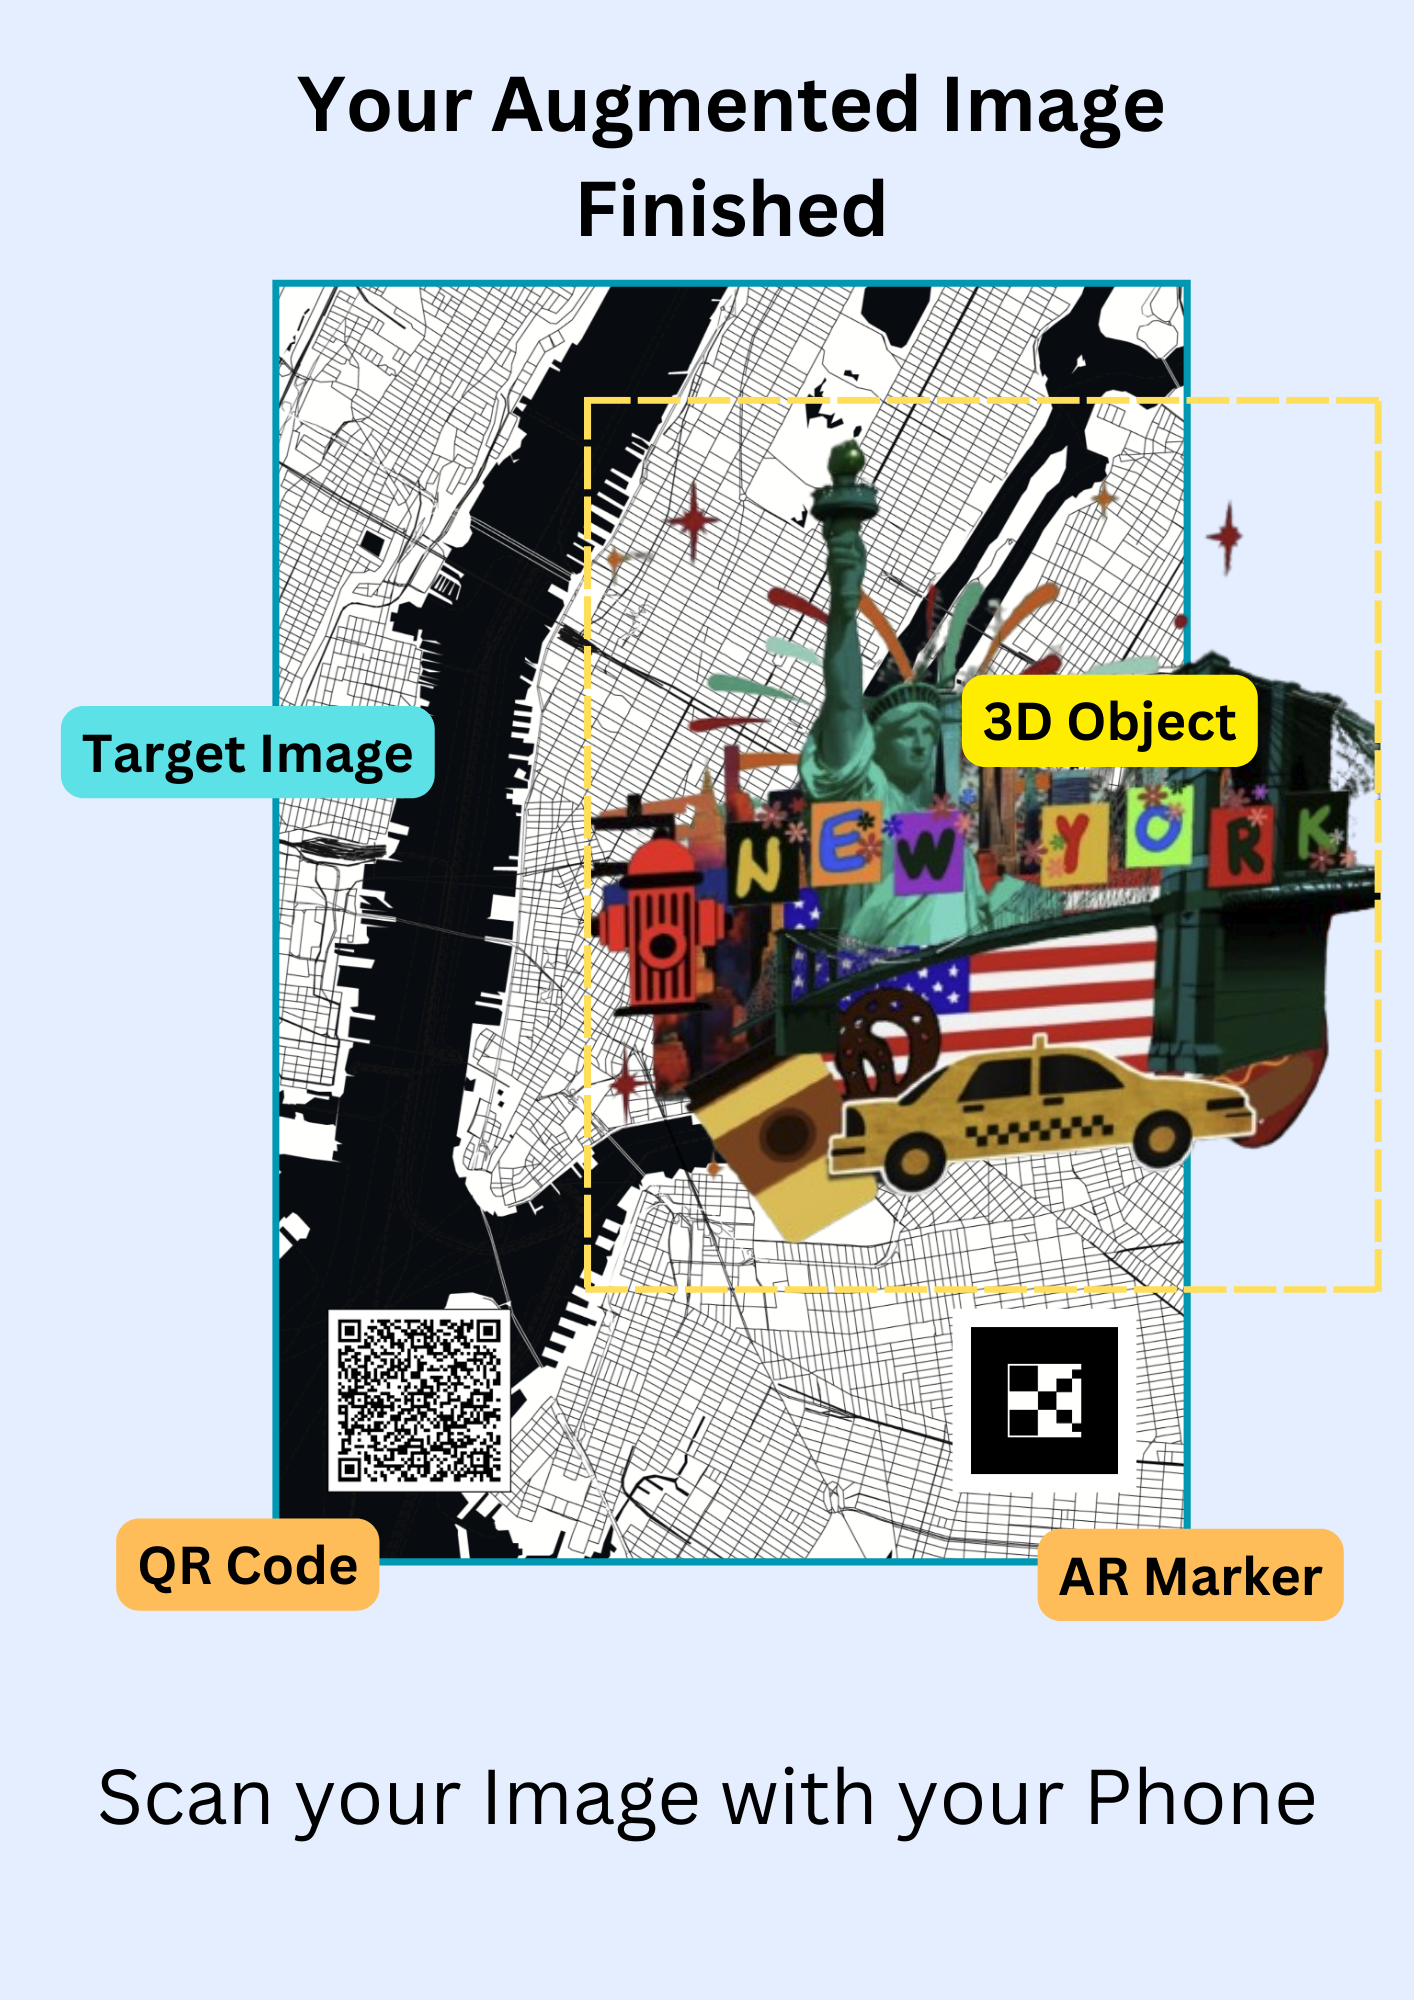 Your Augmented Image
Finished
Target Image
3D Object
NEW YORK
QR Code
AR Marker
Scan your Image with your Phone